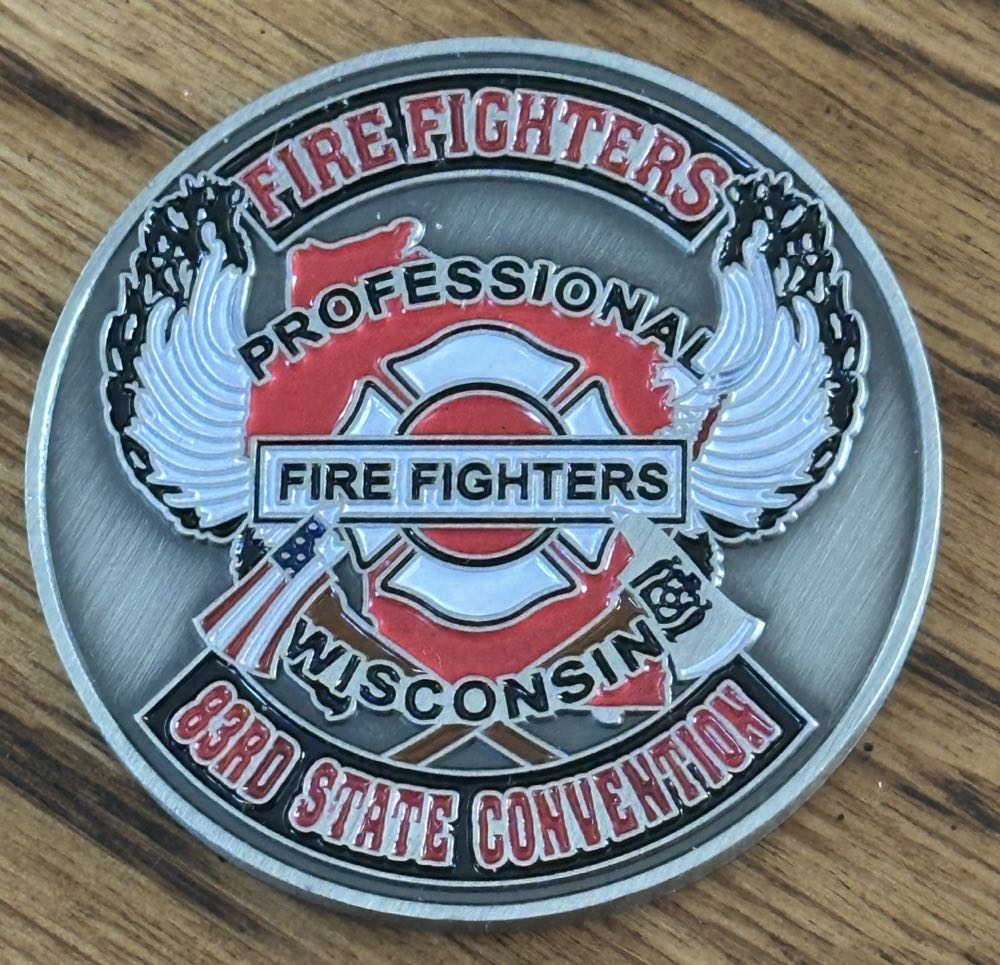 FIRE FIGHTERS
PROFESSIONAL
FIRE FIGHTERS
WISCONSIN
83RD STATE CONVENTION